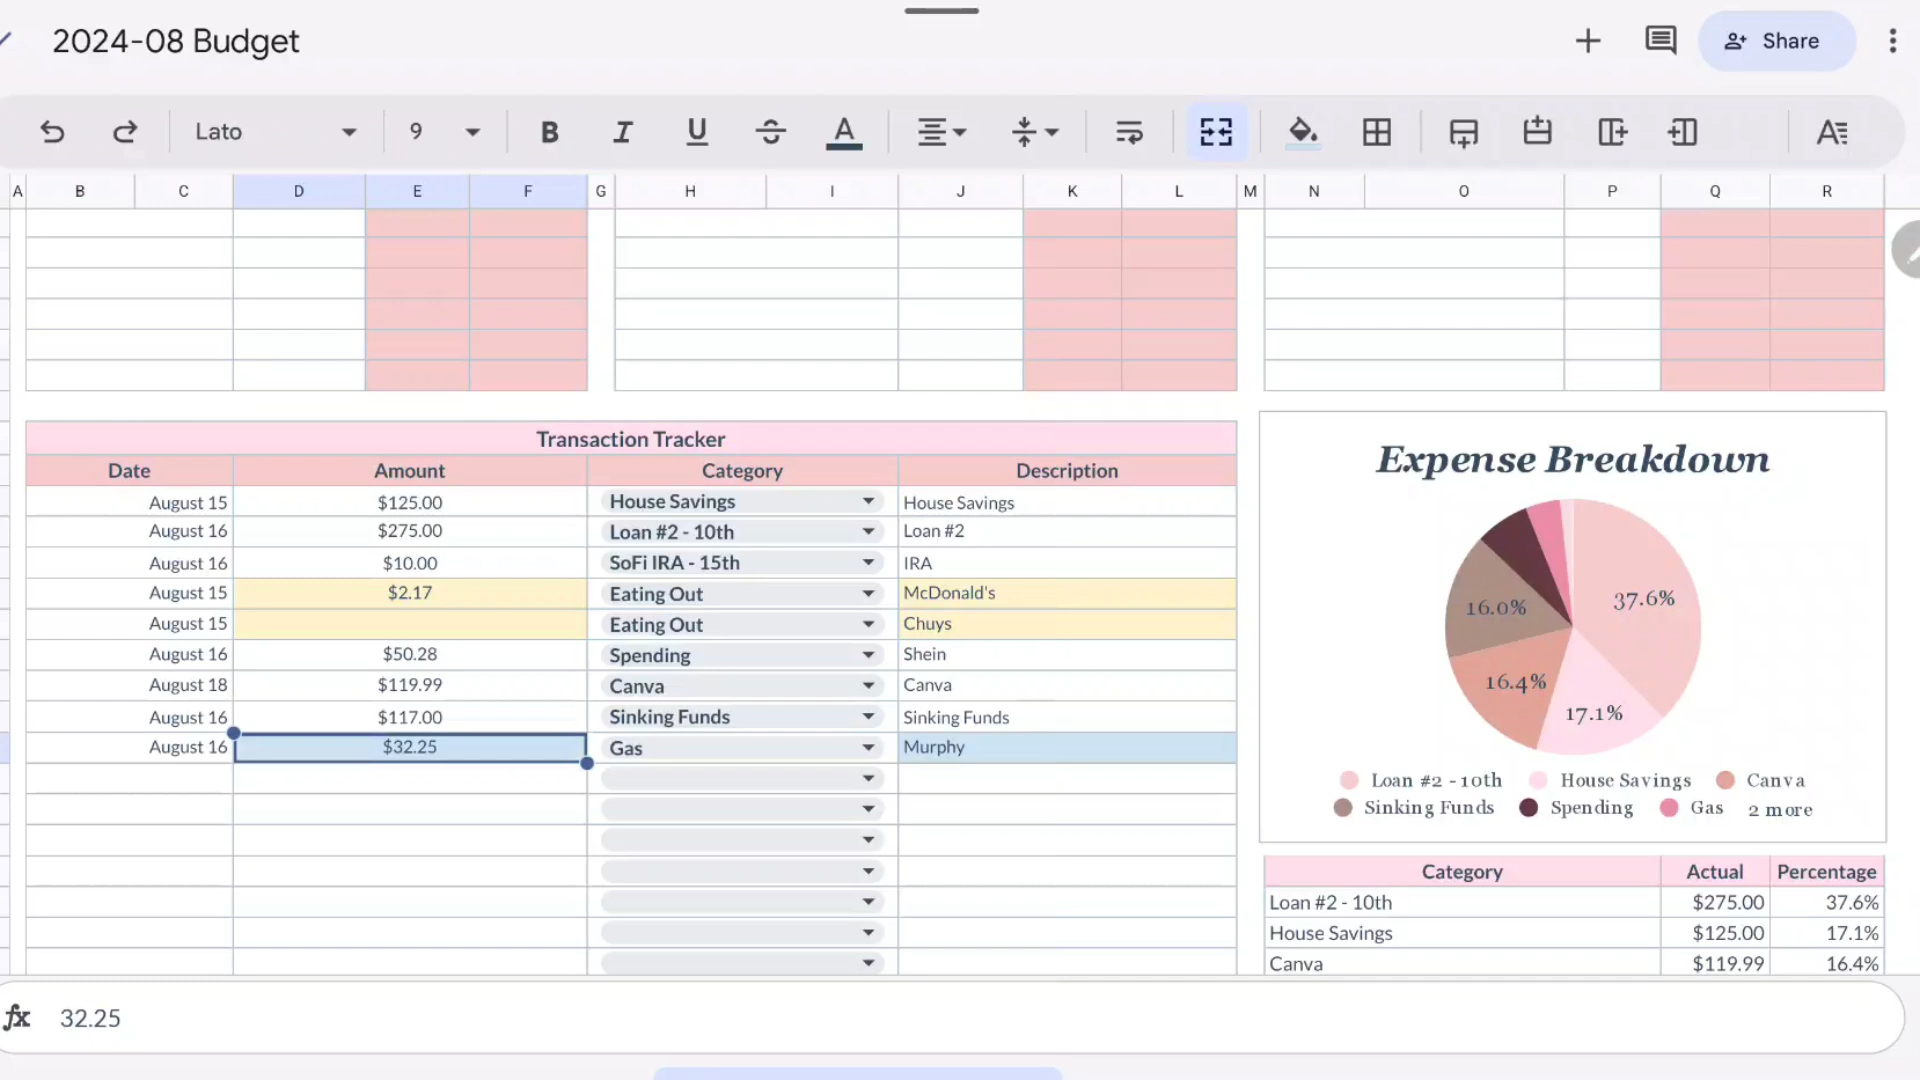 2024-08 Budget
Share
Lato 9 B I U S A
A B C D E F G H I J K L M N O P Q R
Transaction Tracker
Date Amount Category Description
August 15 $125.00 House Savings House Savings
August 16 $275.00 Loan #2 - 10th Loan #2
August 16 $10.00 SoFi IRA - 15th IRA
August 15 $2.17 Eating Out McDonald's
August 15 Eating Out Chuys
August 16 $50.28 Spending Shein
August 18 $119.99 Canva Canva
August 16 $117.00 Sinking Funds Sinking Funds
August 16 $32.25 Gas Murphy
Expense Breakdown
37.6%
16.0%
16.4%
17.1%
Loan #2 - 10th House Savings Canva
Sinking Funds Spending Gas 2 more
Category Actual Percentage
Loan #2 - 10th $275.00 37.6%
House Savings $125.00 17.1%
Canva $119.99 16.4%
fx 32.25